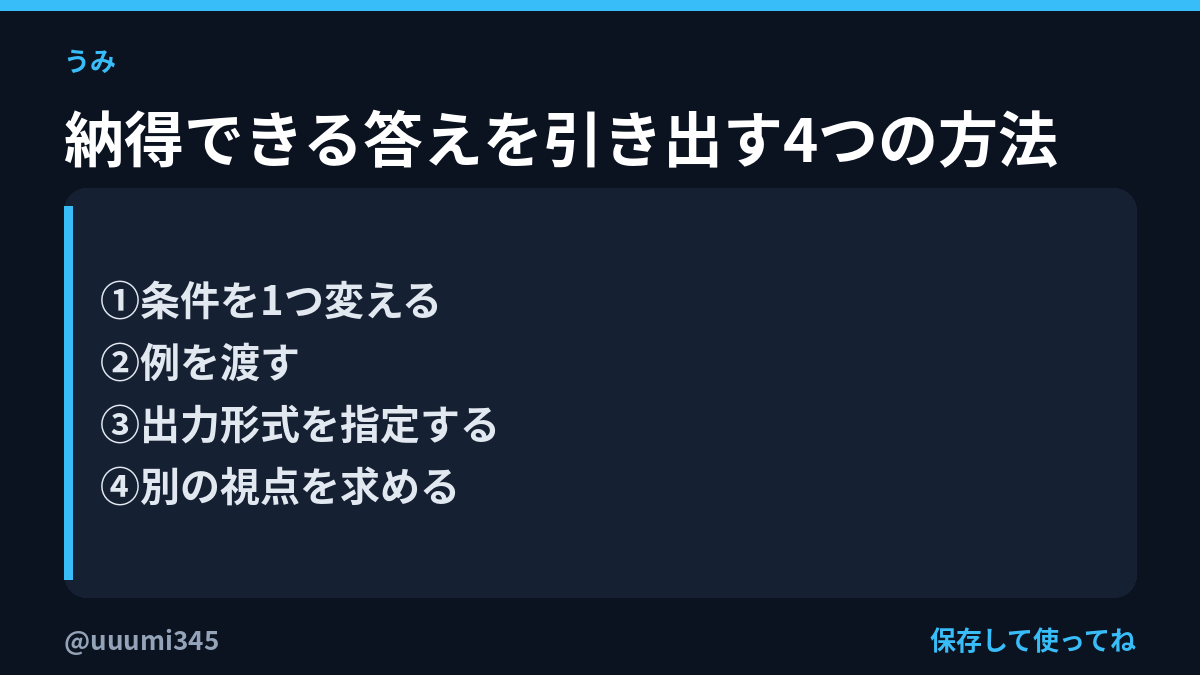 うみ
納得できる答えを引き出す4つの方法
①条件を1つ変える
②例を渡す
③出力形式を指定する
④別の視点を求める
@uuumi345
保存して使ってね